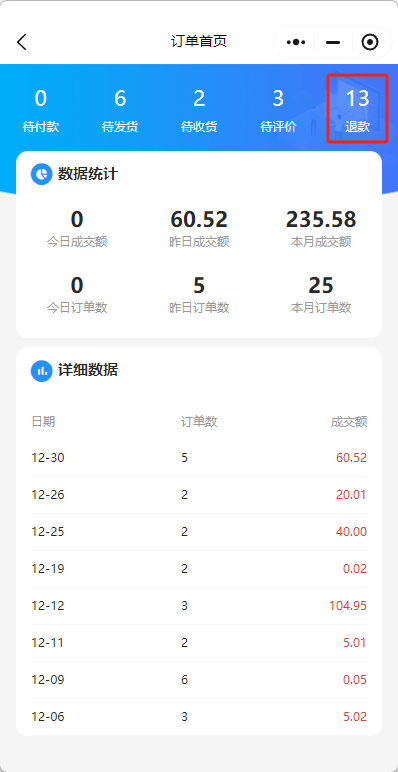 订单首页
0 6 2 3 13
待付款 待发货 待收货 待评价 退款
数据统计
0 60.52 235.58
今日成交额 昨日成交额 本月成交额
0 5 25
今日订单数 昨日订单数 本月订单数
详细数据
日期 订单数 成交额
12-30 5 60.52
12-26 2 20.01
12-25 2 40.00
12-19 2 0.02
12-12 3 104.95
12-11 2 5.01
12-09 6 0.05
12-06 3 5.02